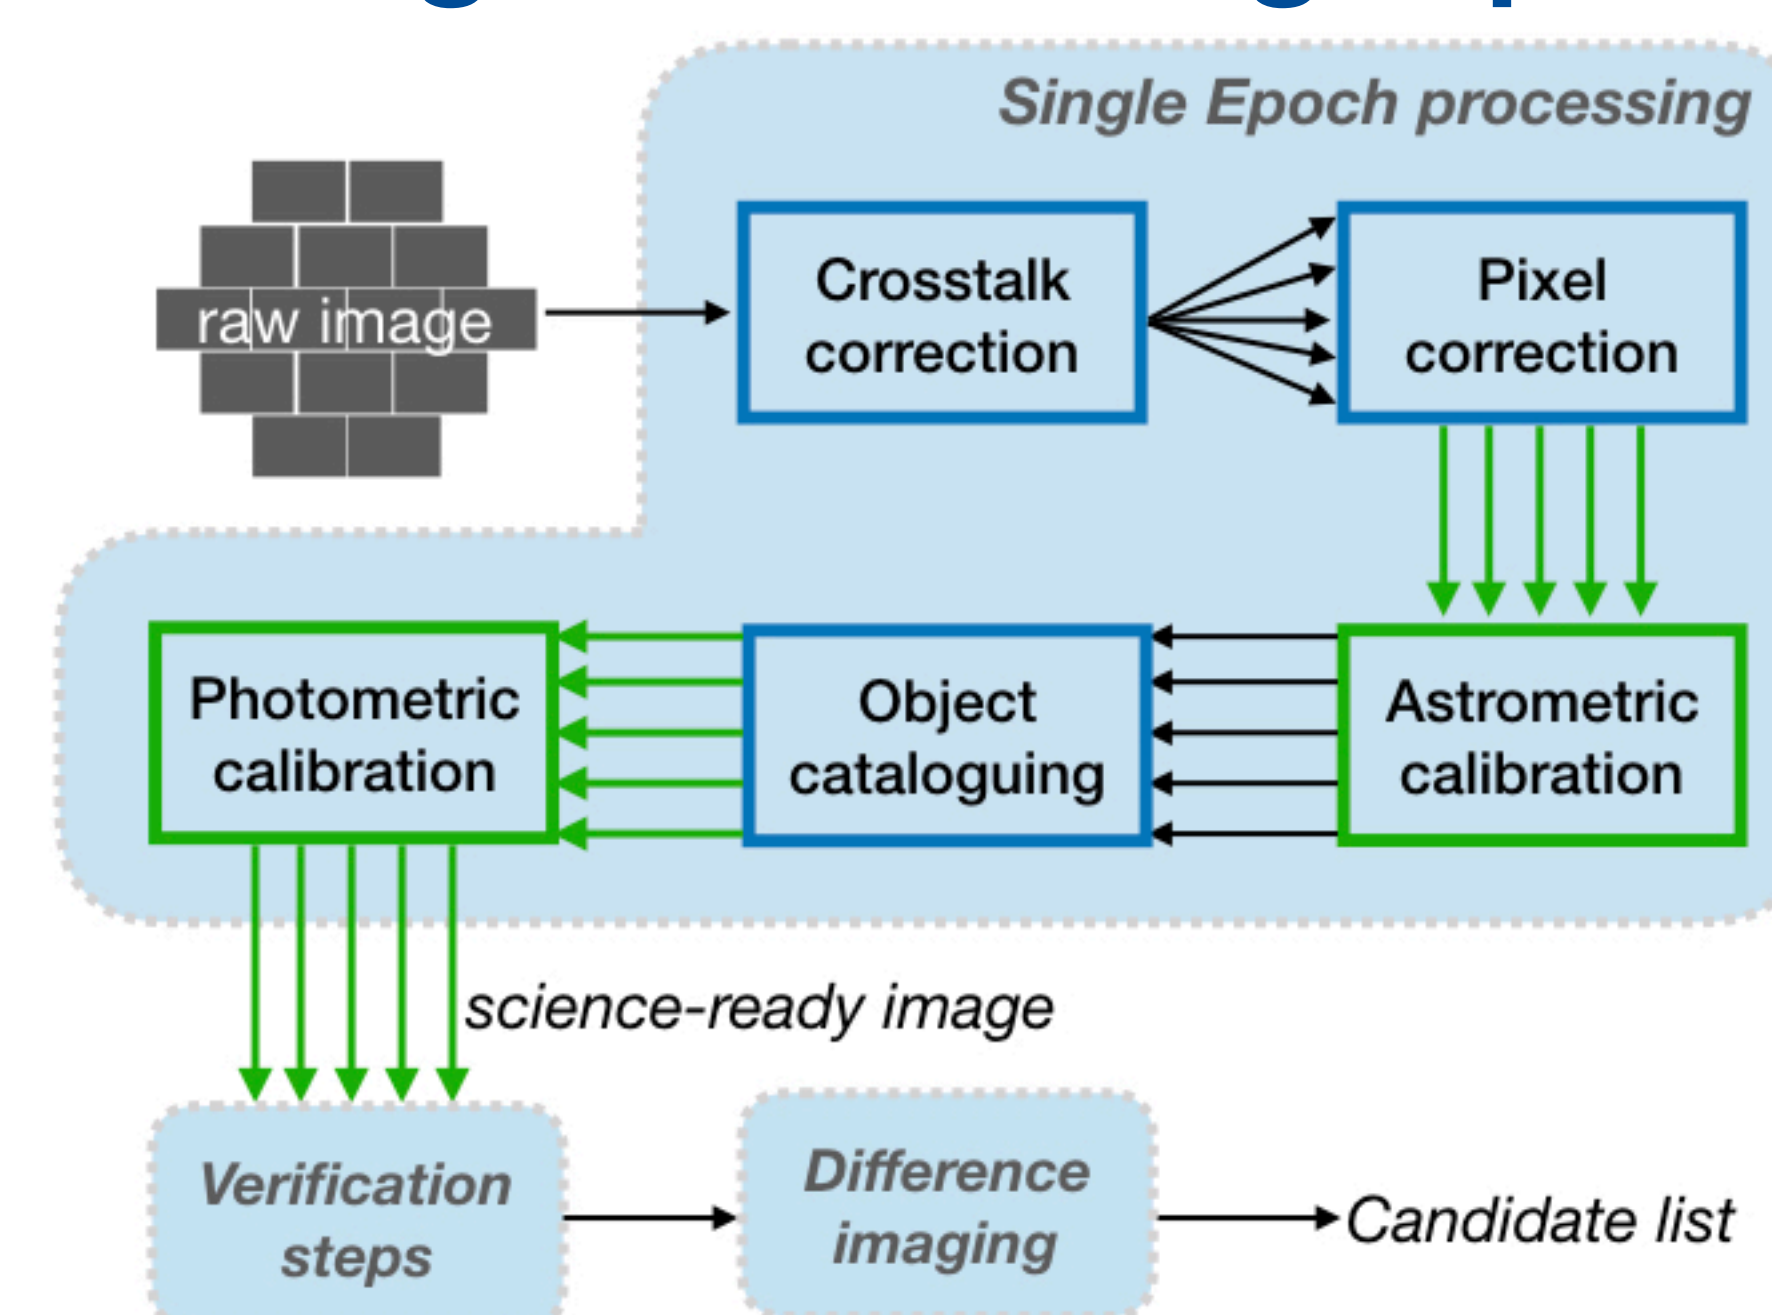 Single Epoch processing
raw image
Crosstalk
correction
Pixel
correction
Photometric
calibration
Object
cataloguing
Astrometric
calibration
science-ready image
Verification
steps
Difference
imaging
Candidate list